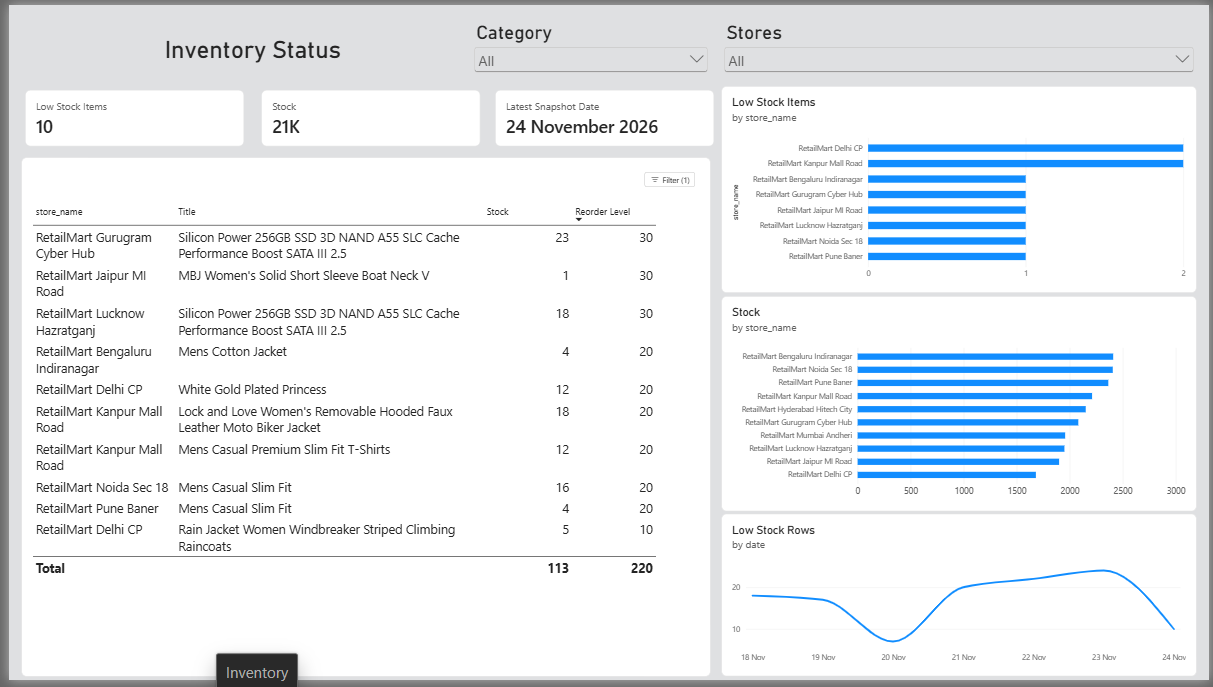 Inventory Status
Category
All
Stores
All
Low Stock Items
10
Stock
21K
Latest Snapshot Date
24 November 2026
Filter (1)
store_name Title Stock Reorder Level
RetailMart Gurugram Silicon Power 256GB SSD 3D NAND A55 SLC Cache 23 30
Cyber Hub Performance Boost SATA III 2.5
RetailMart Jaipur MI MBJ Women's Solid Short Sleeve Boat Neck V 1 30
Road
RetailMart Lucknow Silicon Power 256GB SSD 3D NAND A55 SLC Cache 18 30
Hazratganj Performance Boost SATA III 2.5
RetailMart Bengaluru Mens Cotton Jacket 4 20
Indiranagar
RetailMart Delhi CP White Gold Plated Princess 12 20
RetailMart Kanpur Mall Lock and Love Women's Removable Hooded Faux 18 20
Road Leather Moto Biker Jacket
RetailMart Kanpur Mall Mens Casual Premium Slim Fit T-Shirts 12 20
Road
RetailMart Noida Sec 18 Mens Casual Slim Fit 16 20
RetailMart Pune Baner Mens Casual Slim Fit 4 20
RetailMart Delhi CP Rain Jacket Women Windbreaker Striped Climbing 5 10
Raincoats
Total 113 220
Inventory
Low Stock Items
by store_name
store_name
RetailMart Delhi CP
RetailMart Kanpur Mall Road
RetailMart Bengaluru Indiranagar
RetailMart Gurugram Cyber Hub
RetailMart Jaipur MI Road
RetailMart Lucknow Hazratganj
RetailMart Noida Sec 18
RetailMart Pune Baner
0 1 2
Stock
by store_name
RetailMart Bengaluru Indiranagar
RetailMart Noida Sec 18
RetailMart Pune Baner
RetailMart Kanpur Mall Road
RetailMart Hyderabad Hitech City
RetailMart Gurugram Cyber Hub
RetailMart Mumbai Andheri
RetailMart Lucknow Hazratganj
RetailMart Jaipur MI Road
RetailMart Delhi CP
0 500 1000 1500 2000 2500 3000
Low Stock Rows
by date
20
10
18 Nov 19 Nov 20 Nov 21 Nov 22 Nov 23 Nov 24 Nov